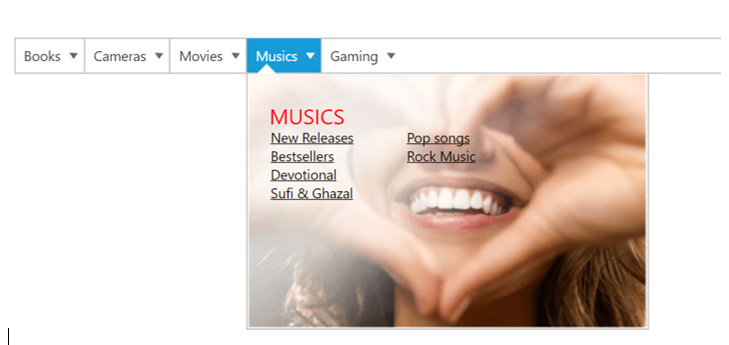 Books Cameras Movies Musics Gaming
MUSICS
New Releases Pop songs
Bestsellers Rock Music
Devotional
Sufi & Ghazal